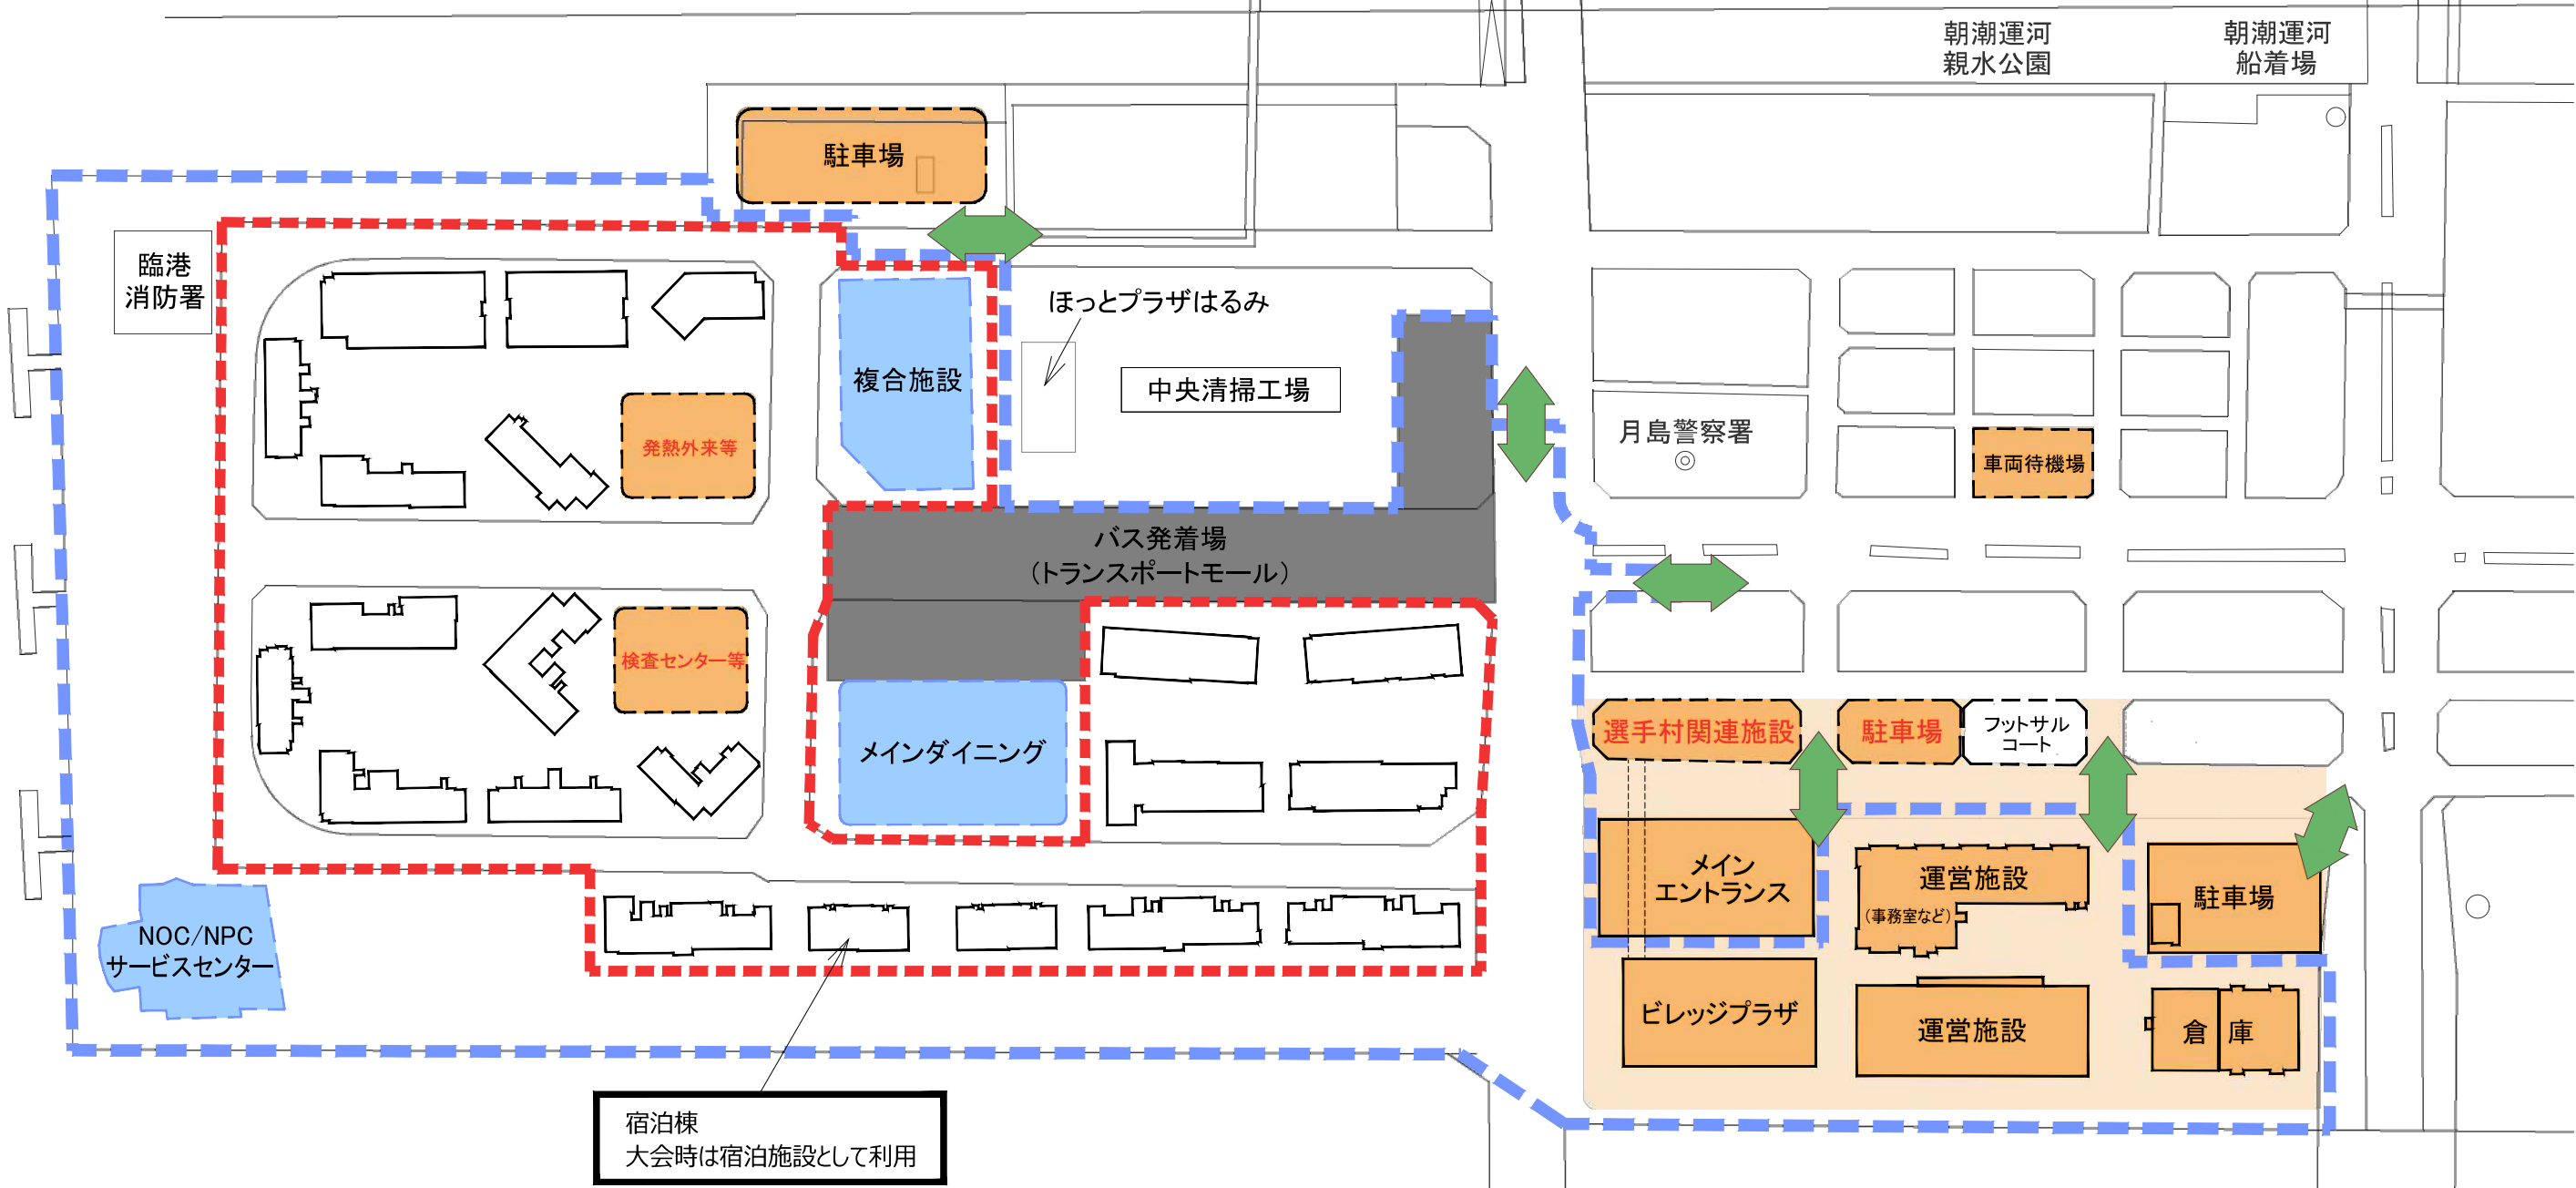 朝潮運河
親水公園
朝潮運河
船着場
駐車場
臨港
消防署
ほっとプラザはるみ
複合施設
中央清掃工場
発熱外来等
月島警察署
車両待機場
バス発着場
（トランスポートモール）
検査センター等
メインダイニング
選手村関連施設
駐車場
フットサル
コート
メイン
エントランス
運営施設
（事務室など）
駐車場
NOC/NPC
サービスセンター
ビレッジプラザ
運営施設
倉庫
宿泊棟
大会時は宿泊施設として利用